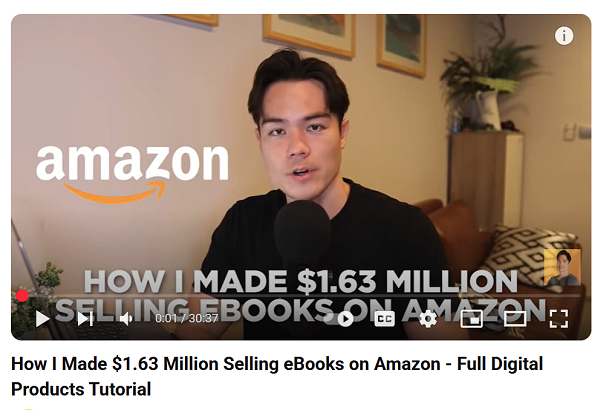 amazon
HOW I MADE $1.63 MILLION
SELLING EBOOKS ON AMAZON
0:01 / 30:37
CC
How I Made $1.63 Million Selling eBooks on Amazon - Full Digital
Products Tutorial